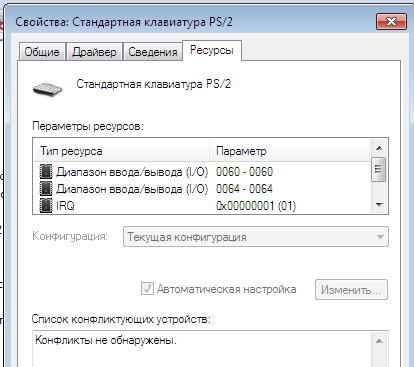 Свойства: Стандартная клавиатура PS/2
Общие Драйвер Сведения Ресурсы
Стандартная клавиатура PS/2
Параметры ресурсов:
Тип ресурса Параметр
Диапазон ввода/вывода (I/O) 0060 - 0060
Диапазон ввода/вывода (I/O) 0064 - 0064
IRQ 0x00000001 (01)
Конфигурация: Текущая конфигурация
Автоматическая настройка Изменить...
Список конфликтующих устройств:
Конфликты не обнаружены.